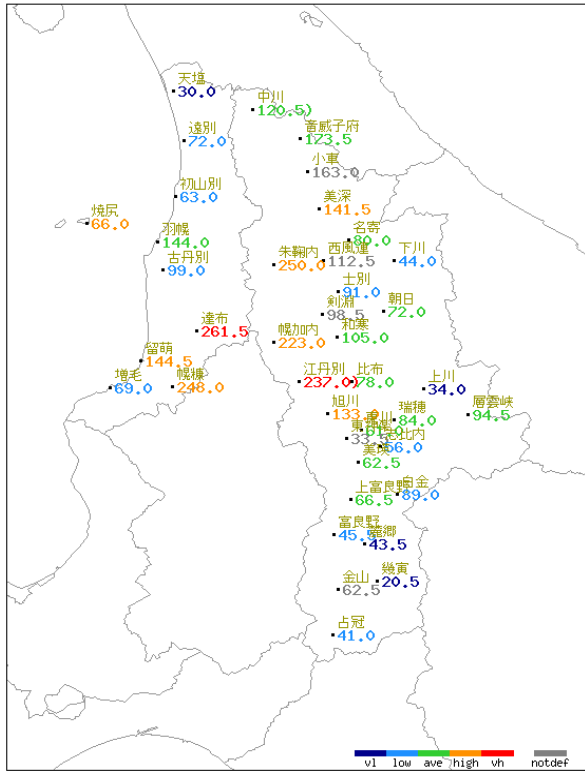 天塩
30.0
中川
120.5)
音威子府
123.5
遠別
72.0
小車
163.0
初山別
63.0
美深
141.5
焼尻
66.0
羽幌
144.0
名寄
80.0
古丹別
99.0
朱鞠内
250.0
西風連
112.5
下川
44.0
士別
91.0
剣淵
98.5
朝日
72.0
達布
261.5
幌加内
223.0
和寒
105.0
留萌
144.5
増毛
69.0
幌糠
248.0
江丹別
237.0)
比布
78.0
上川
34.0
旭川
瑞穂
84.0
層雲峡
94.5
33.5
56.0
美瑛
62.5
上富良野
66.5
白金
89.0
富良野
45.5
麓郷
43.5
金山
62.5
幾寅
20.5
占冠
41.0
vl low ave high vh notdef